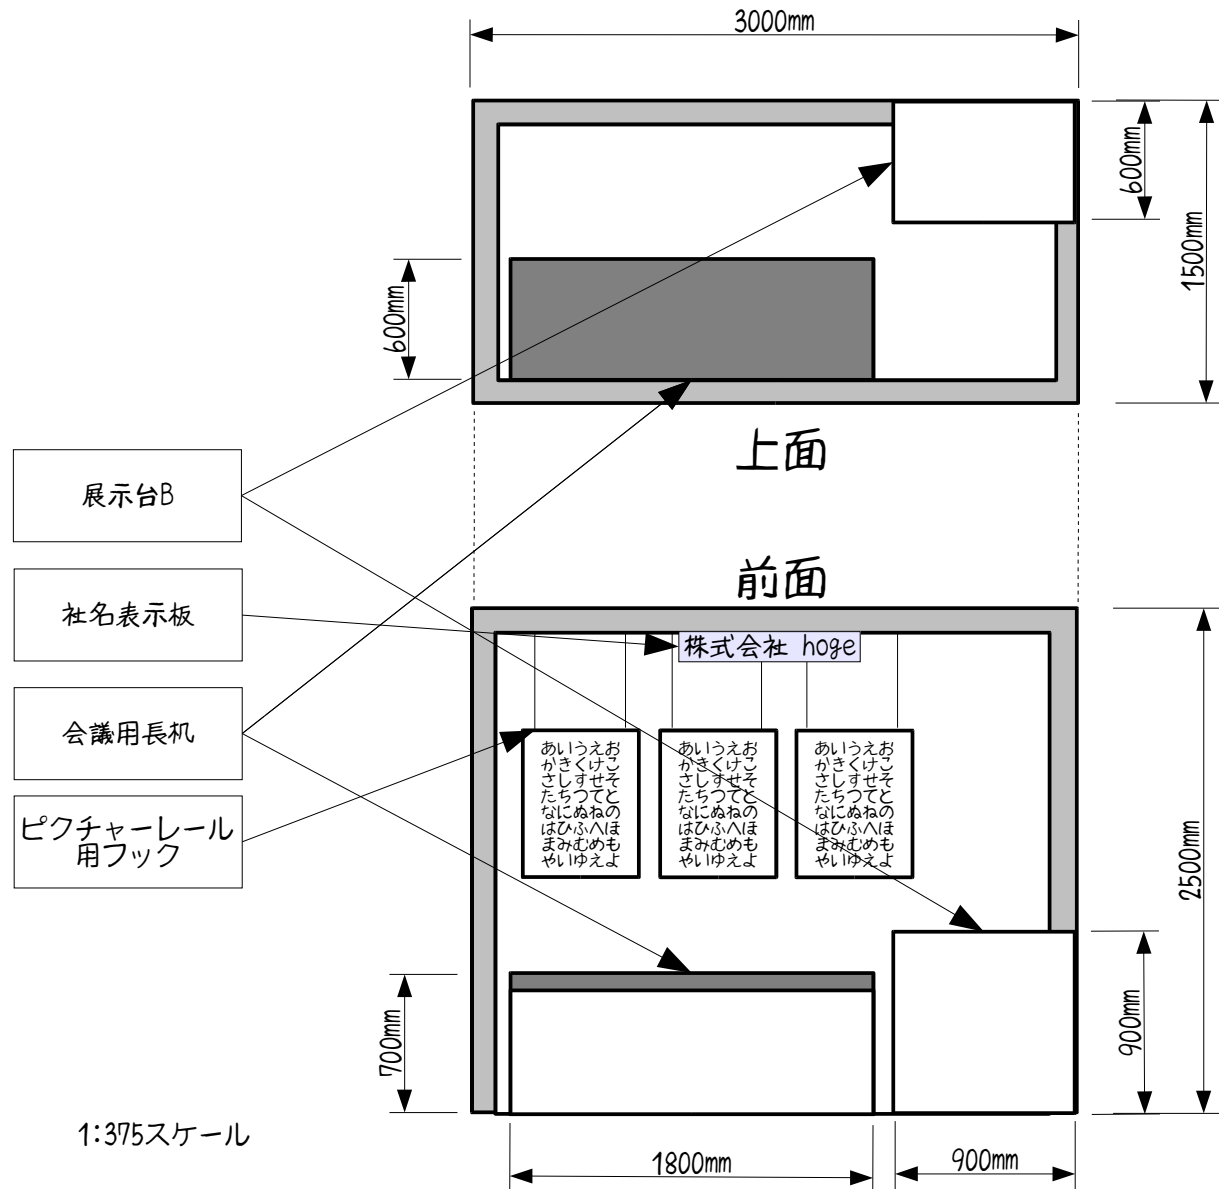 3000mm
600mm
1500mm
600mm
上面
展示台B
前面
社名表示板
株式会社 hoge
会議用長机
あいうえお
かきくけこ
さしすせそ
たちつてと
なにぬねの
はひふへほ
まみむめも
やいゆえよ
あいうえお
かきくけこ
さしすせそ
たちつてと
なにぬねの
はひふへほ
まみむめも
やいゆえよ
あいうえお
かきくけこ
さしすせそ
たちつてと
なにぬねの
はひふへほ
まみむめも
やいゆえよ
ピクチャーレール
用フック
2500mm
700mm
900mm
1:375スケール
1800mm
900mm